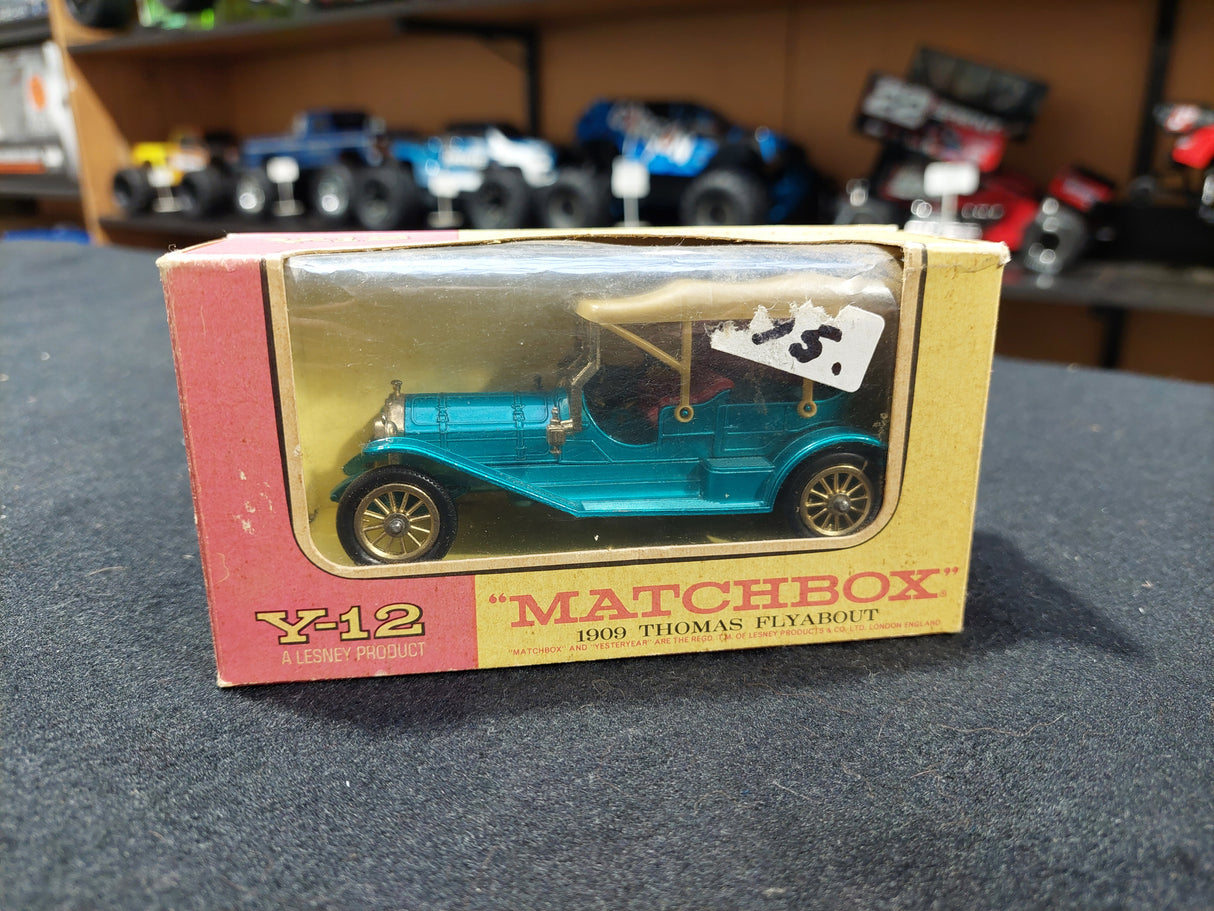 75.
Y-12
A LESNEY PRODUCT
"MATCHBOX"®
1909 THOMAS FLYABOUT
"MATCHBOX" AND "YESTERYEAR" ARE THE REGD. T.M. OF LESNEY PRODUCTS & CO. LTD. LONDON ENGLAND